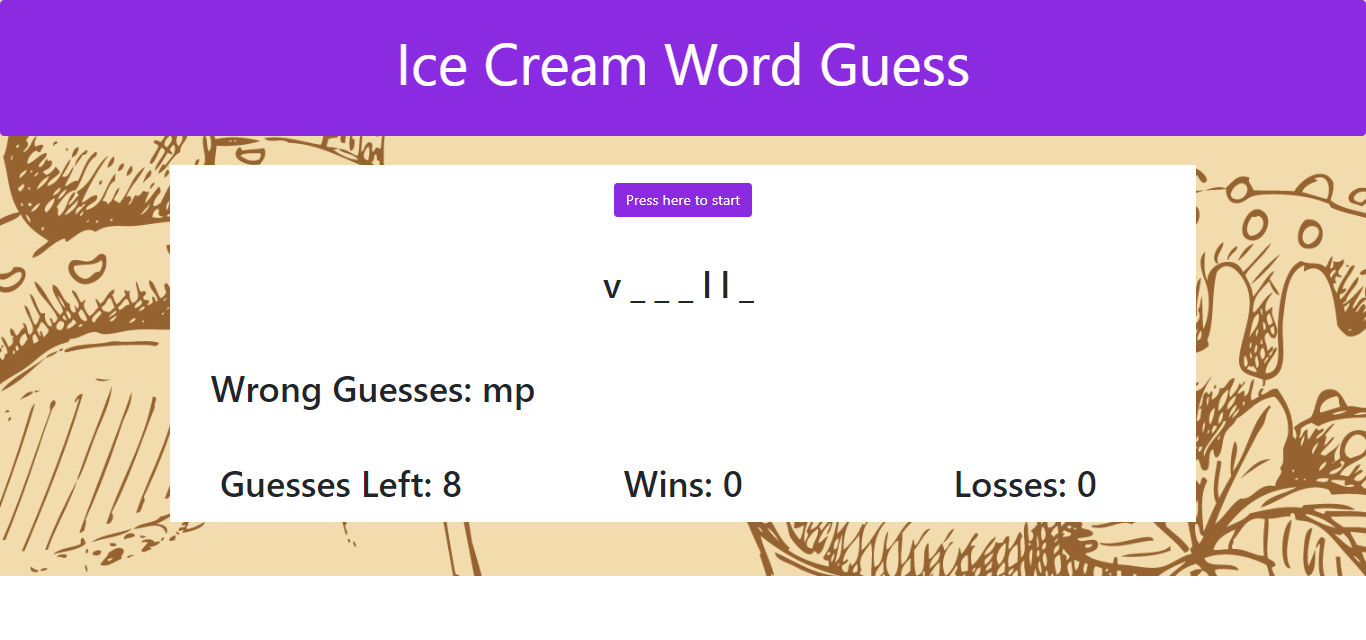 Ice Cream Word Guess
Press here to start
v _ _ _ l l _
Wrong Guesses: mp
Guesses Left: 8 Wins: 0 Losses: 0